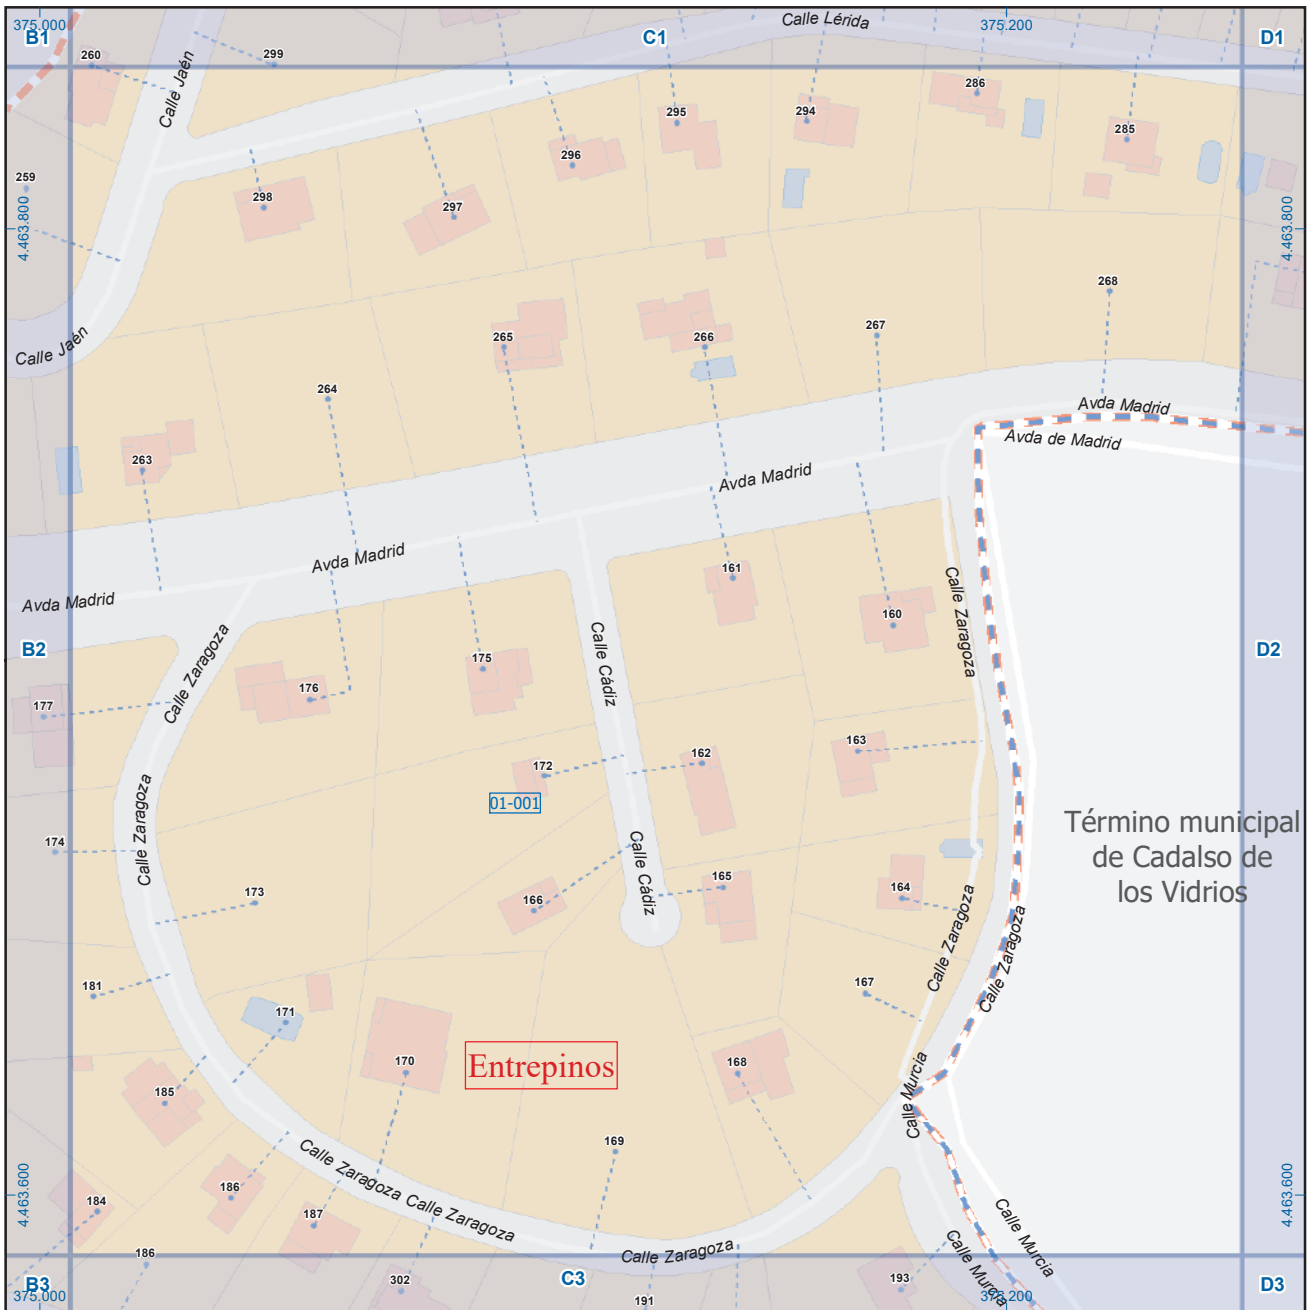 375.000
B1
260
299
C1
Calle Lérida
375.200
D1
Calle Jaén
295
294
286
285
296
259
298
297
4.463.800
4.463.800
268
Calle Jaén
265
266
267
264
Avda Madrid
Avda de Madrid
263
Avda Madrid
Avda Madrid
Avda Madrid
161
160
Calle Zaragoza
B2
Calle Zaragoza
175
Calle Cádiz
D2
177
176
172
162
163
01-001
Calle Zaragoza
174
Calle Cádiz
Término municipal
de Cadalso de
los Vidrios
173
166
165
164
Calle Zaragoza
Calle Zaragoza
181
171
167
170
Entrepinos
168
Calle Murcia
185
169
Calle Zaragoza
Calle Zaragoza
4.463.600
4.463.600
184
186
187
Calle Zaragoza
Calle Murcia
Calle Murcia
186
B3
302
C3
191
193
D3
375.000
375.200